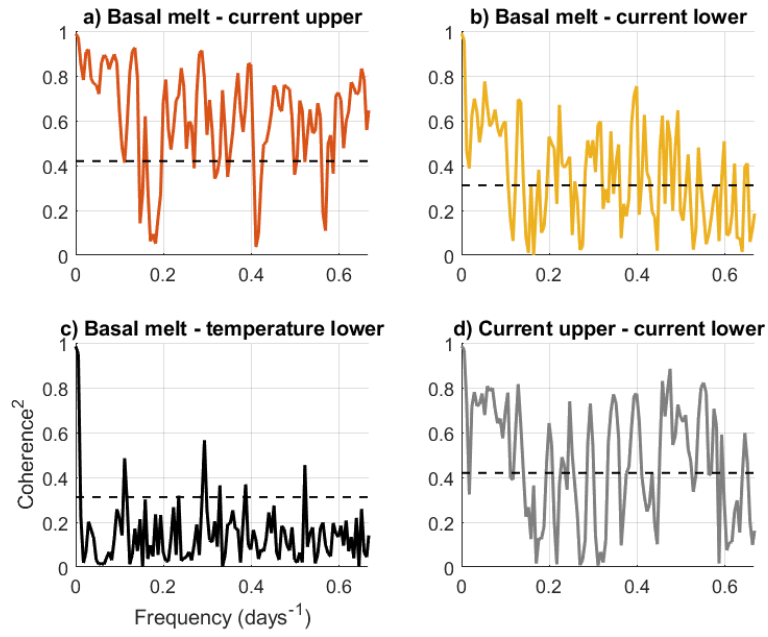 a) Basal melt - current upper
1
0.8
0.6
0.4
0.2
0
0 0.2 0.4 0.6
b) Basal melt - current lower
1
0.8
0.6
0.4
0.2
0
0 0.2 0.4 0.6
c) Basal melt - temperature lower
Coherence²
1
0.8
0.6
0.4
0.2
0
0 0.2 0.4 0.6
Frequency (days⁻¹)
d) Current upper - current lower
1
0.8
0.6
0.4
0.2
0
0 0.2 0.4 0.6